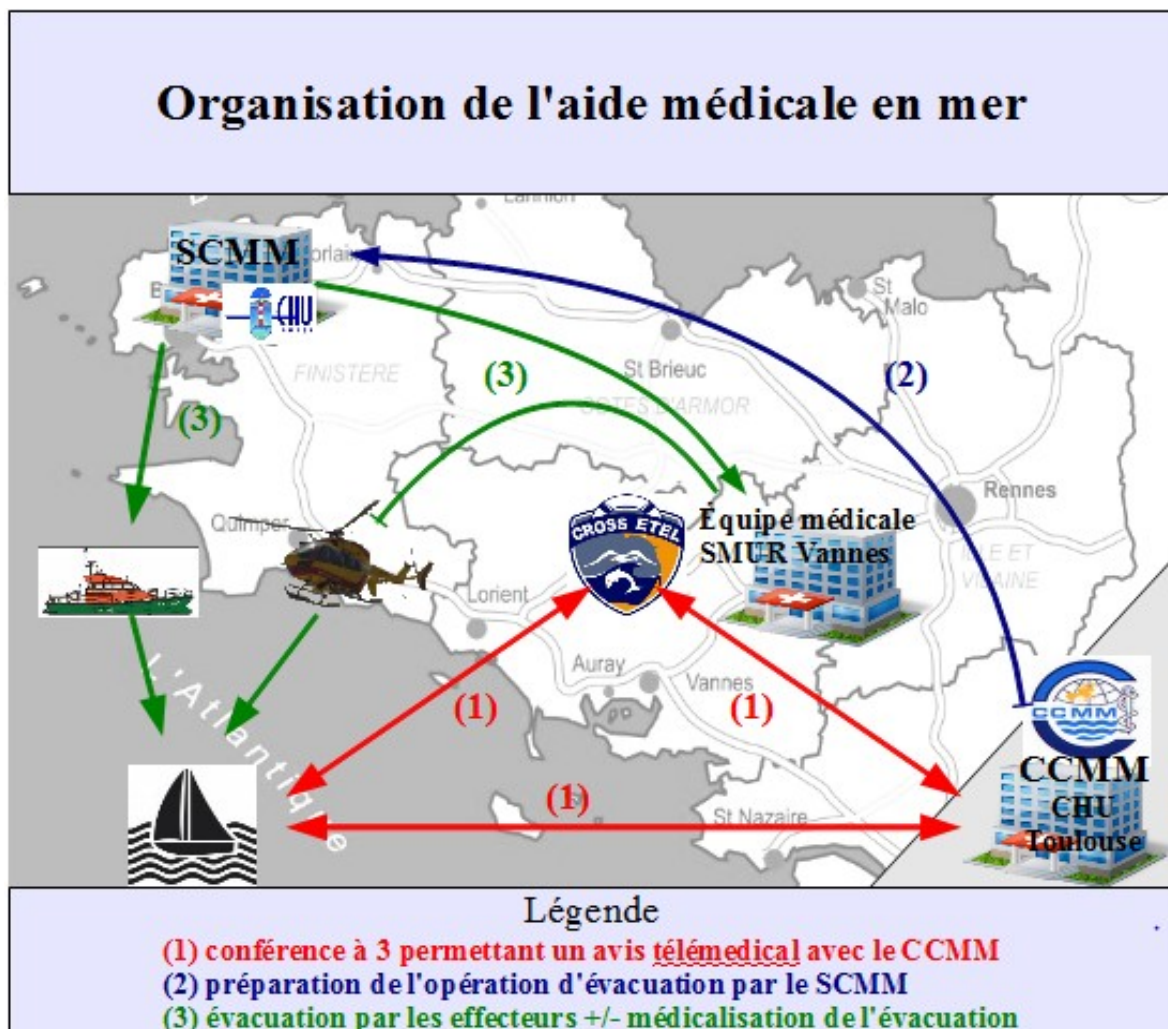 Organisation de l'aide médicale en mer
Lannion
SCMM
orlaix
B
CHU
St
Malo
FINISTERE
(3)
St Brieuc
(2)
COTES D'ARMOR
(3)
Rennes
Quimper
CROSS ETEL
Équipe médicale
SMUR Vannes
ILLE ET
VILAINE
Lorient
Auray
Vannes
L'Atlantique
(1)
(1)
CCMM
CCMM
CHU
Toulouse
(1)
St Nazaire
Légende
(1) conférence à 3 permettant un avis télémedical avec le CCMM
(2) préparation de l'opération d'évacuation par le SCMM
(3) évacuation par les effecteurs +/- médicalisation de l'évacuation